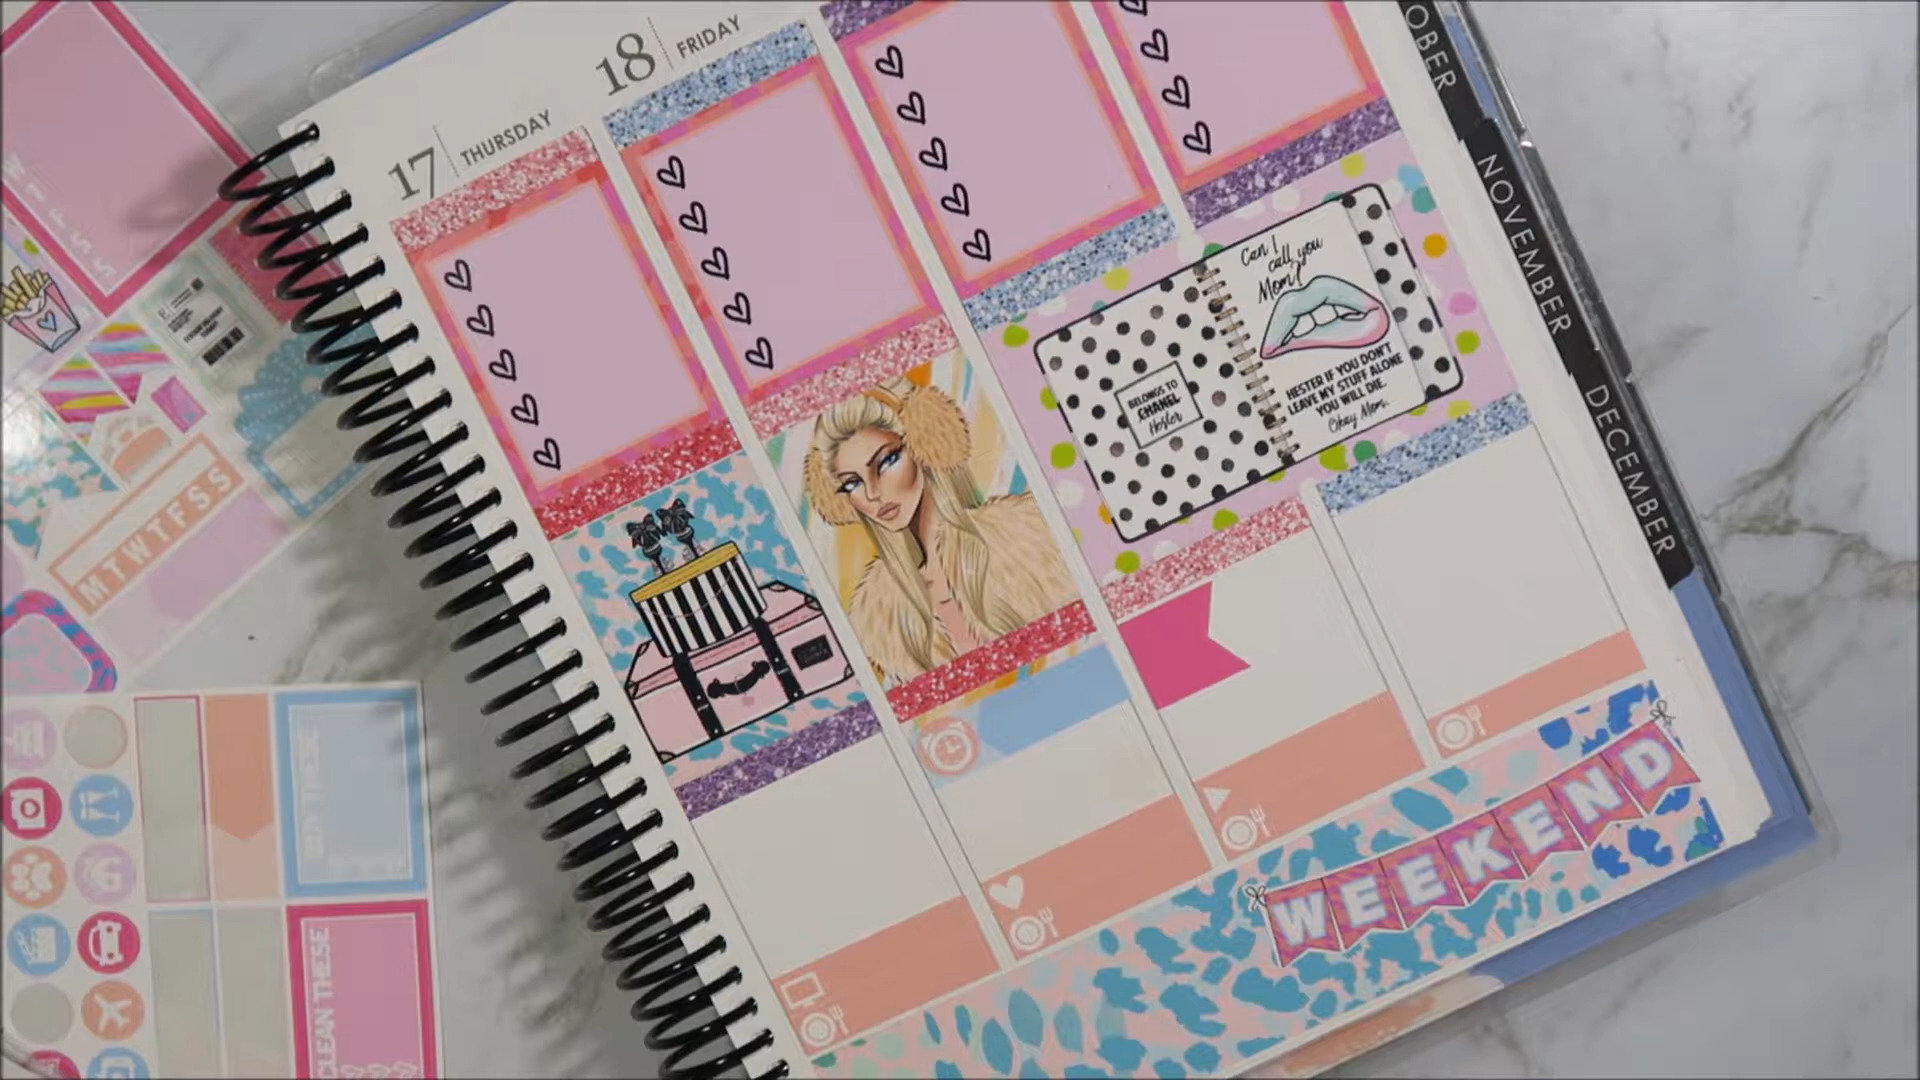 17 THURSDAY
18 FRIDAY
OBER
NOVEMBER
DECEMBER
Can I
call you
Mom?
HESTER IF YOU DON'T
LEAVE MY STUFF ALONE
YOU WILL DIE.
Okay Mom.
BELONGS TO
CHANEL
Hester
MTWTFSS
WEEKEND
CLEAN THESE